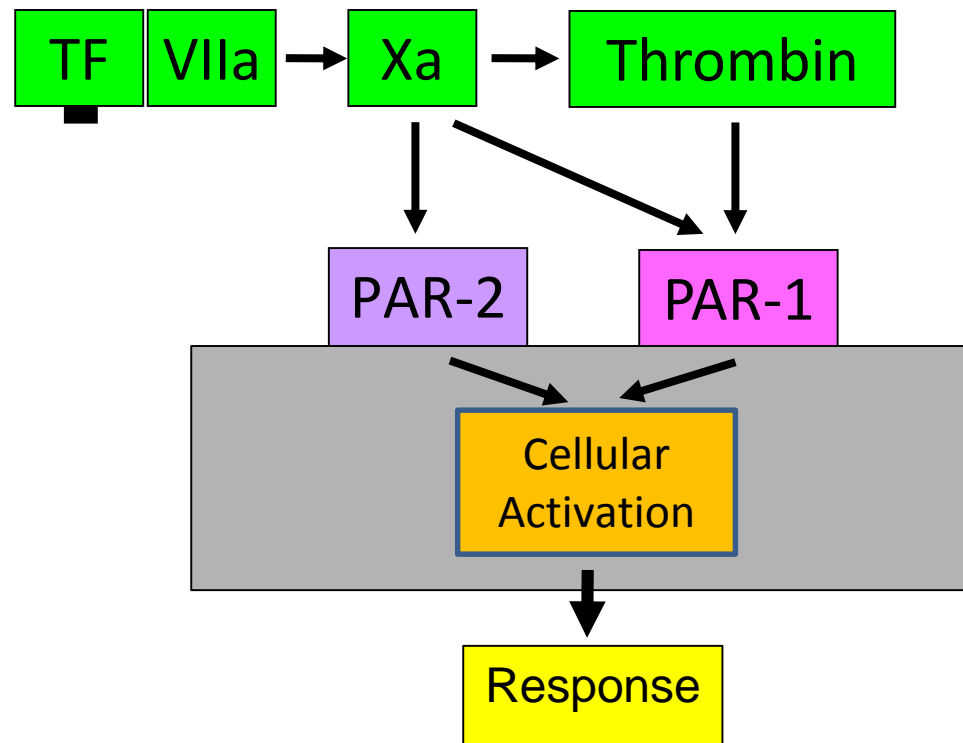 TF VIIa Xa Thrombin
PAR-2 PAR-1
Cellular
Activation
Response